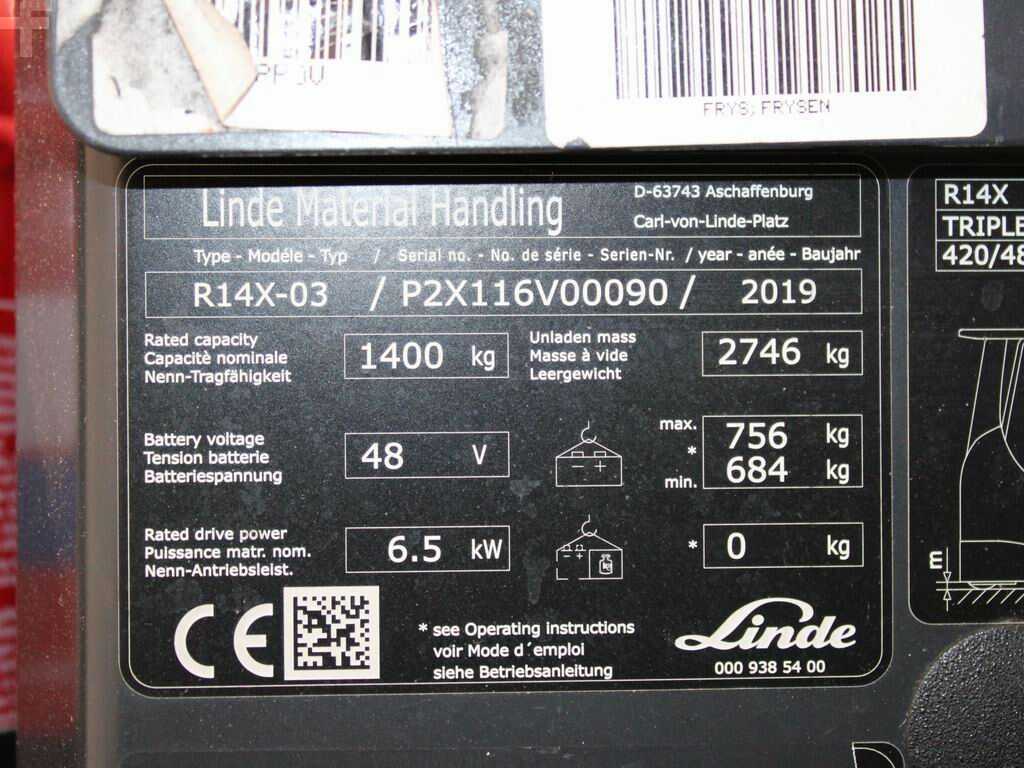 PP
V
FRYS; FRYSEN
Linde Material Handling
D-63743 Aschaffenburg
Carl-von-Linde-Platz
Type - Modéle - Typ / Serial no. - No. de série - Serien-Nr. / year - anée - Baujahr
R14X-03 / P2X116V00090 / 2019
Rated capacity
Capacitè nominale
Nenn-Tragfähigkeit
1400 kg
Unladen mass
Masse à vide
Leergewicht
2746 kg
Battery voltage
Tension batterie
Batteriespannung
48 V
- +
max.
*
min.
756 kg
684 kg
Rated drive power
Puissance matr. nom.
Nenn-Antriebsleist.
6.5 kW
- + kg
* 0 kg
CE
* see Operating instructions
voir Mode d´emploi
siehe Betriebsanleitung
Linde
000 938 54 00
R14X
TRIPLE
420/48
m